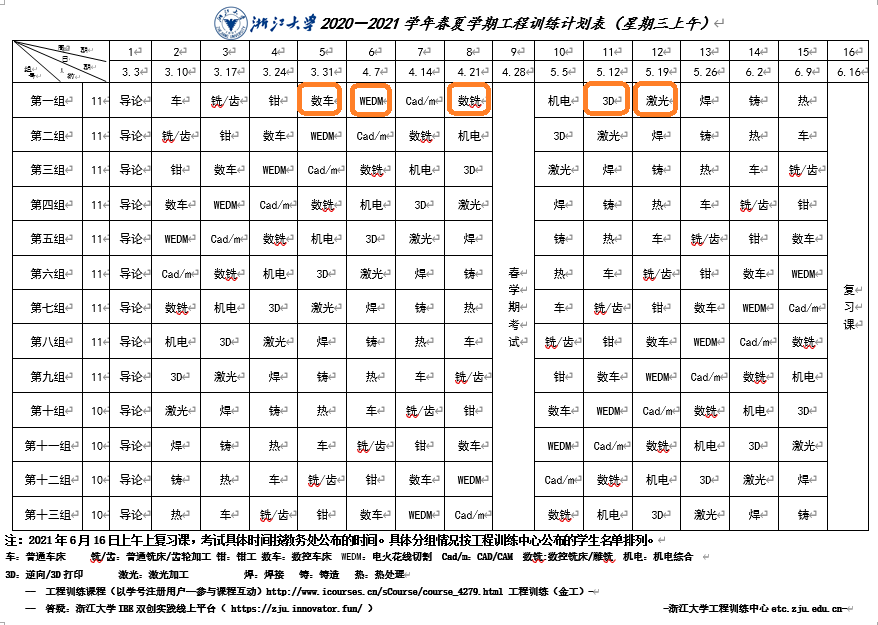 浙江大学 2020—2021 学年春夏学期工程训练计划表（星期三上午）
周 期 1 2 3 4 5 6 7 8 9 10 11 12 13 14 15 16
日 期 组 号 人 数 3.3 3.10 3.17 3.24 3.31 4.7 4.14 4.21 4.28 5.5 5.12 5.19 5.26 6.2 6.9 6.16
第一组 11 导论 车 铣/齿 钳 数车 WEDM Cad/m 数铣 机电 3D 激光 焊 铸 热
第二组 11 导论 铣/齿 钳 数车 WEDM Cad/m 数铣 机电 3D 激光 焊 铸 热 车
第三组 11 导论 钳 数车 WEDM Cad/m 数铣 机电 3D 激光 焊 铸 热 车 铣/齿
第四组 11 导论 数车 WEDM Cad/m 数铣 机电 3D 激光 焊 铸 热 车 铣/齿 钳
第五组 11 导论 WEDM Cad/m 数铣 机电 3D 激光 焊 铸 热 车 铣/齿 钳 数车
第六组 11 导论 Cad/m 数铣 机电 3D 激光 焊 铸 春学期考试 热 车 铣/齿 钳 数车 WEDM 复习课
第七组 11 导论 数铣 机电 3D 激光 焊 铸 热 车 铣/齿 钳 数车 WEDM Cad/m
第八组 11 导论 机电 3D 激光 焊 铸 热 车 铣/齿 钳 数车 WEDM Cad/m 数铣
第九组 11 导论 3D 激光 焊 铸 热 车 铣/齿 钳 数车 WEDM Cad/m 数铣 机电
第十组 10 导论 激光 焊 铸 热 车 铣/齿 钳 数车 WEDM Cad/m 数铣 机电 3D
第十一组 10 导论 焊 铸 热 车 铣/齿 钳 数车 WEDM Cad/m 数铣 机电 3D 激光
第十二组 10 导论 铸 热 车 铣/齿 钳 数车 WEDM Cad/m 数铣 机电 3D 激光 焊
第十三组 10 导论 热 车 铣/齿 钳 数车 WEDM Cad/m 数铣 机电 3D 激光 焊 铸
注：2021 年 6 月 16 日上午上复习课，考试具体时间按教务处公布的时间。具体分组情况按工程训练中心公布的学生名单排列。
车：普通车床 铣/齿：普通铣床/齿轮加工 钳：钳工 数车：数控车床 WEDM：电火花线切割 Cad/m：CAD/CAM 数铣：数控铣床/雕铣 机电：机电综合
3D：逆向/3D 打印 激光：激光加工 焊：焊接 铸：铸造 热：热处理
— 工程训练课程（以学号注册用户—参与课程互动）http://www.icourses.cn/sCourse/course_4279.html 工程训练（金工）-
— 答疑：浙江大学 IBE 双创实践线上平台（ https://zju.innovator.fun/ ） -浙江大学工程训练中心 etc.zju.edu.cn-